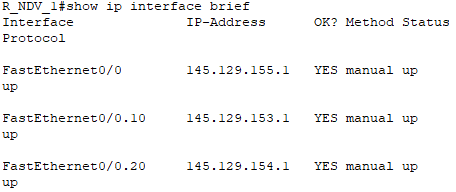 R_NDV_1#show ip interface brief
Interface IP-Address OK? Method Status
Protocol
FastEthernet0/0 145.129.155.1 YES manual up
up
FastEthernet0/0.10 145.129.153.1 YES manual up
up
FastEthernet0/0.20 145.129.154.1 YES manual up
up